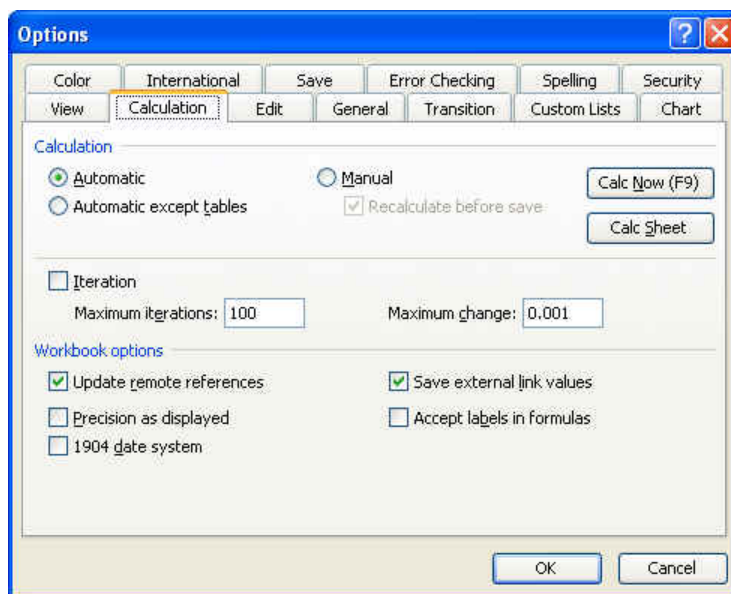 Options
Color International Save Error Checking Spelling Security
View Calculation Edit General Transition Custom Lists Chart
Calculation
Automatic Manual Calc Now (F9)
Automatic except tables Recalculate before save
Calc Sheet
Iteration
Maximum iterations: 100 Maximum change: 0.001
Workbook options
Update remote references Save external link values
Precision as displayed Accept labels in formulas
1904 date system
OK Cancel